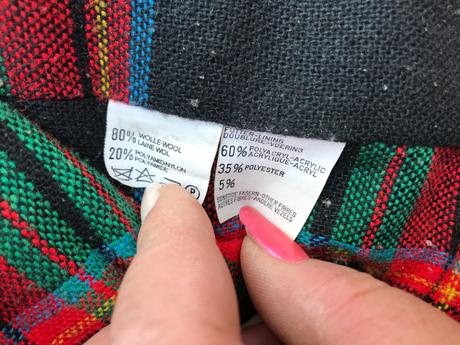 80% WOLLE·WOOL
LAINE·WOL
20% POLYAMID·NYLON
POLYAMIDE
P
FUTTER-LINING
DOUBLURE-VOERING
60% POLYACRYL-ACRYLIC
ACRYLIQUE-ACRYL
35% POLYESTER
5%
SONSTIGE FASERN-OTHER FIBRES
AUTRES FIBRES-ANDERE VEZELS